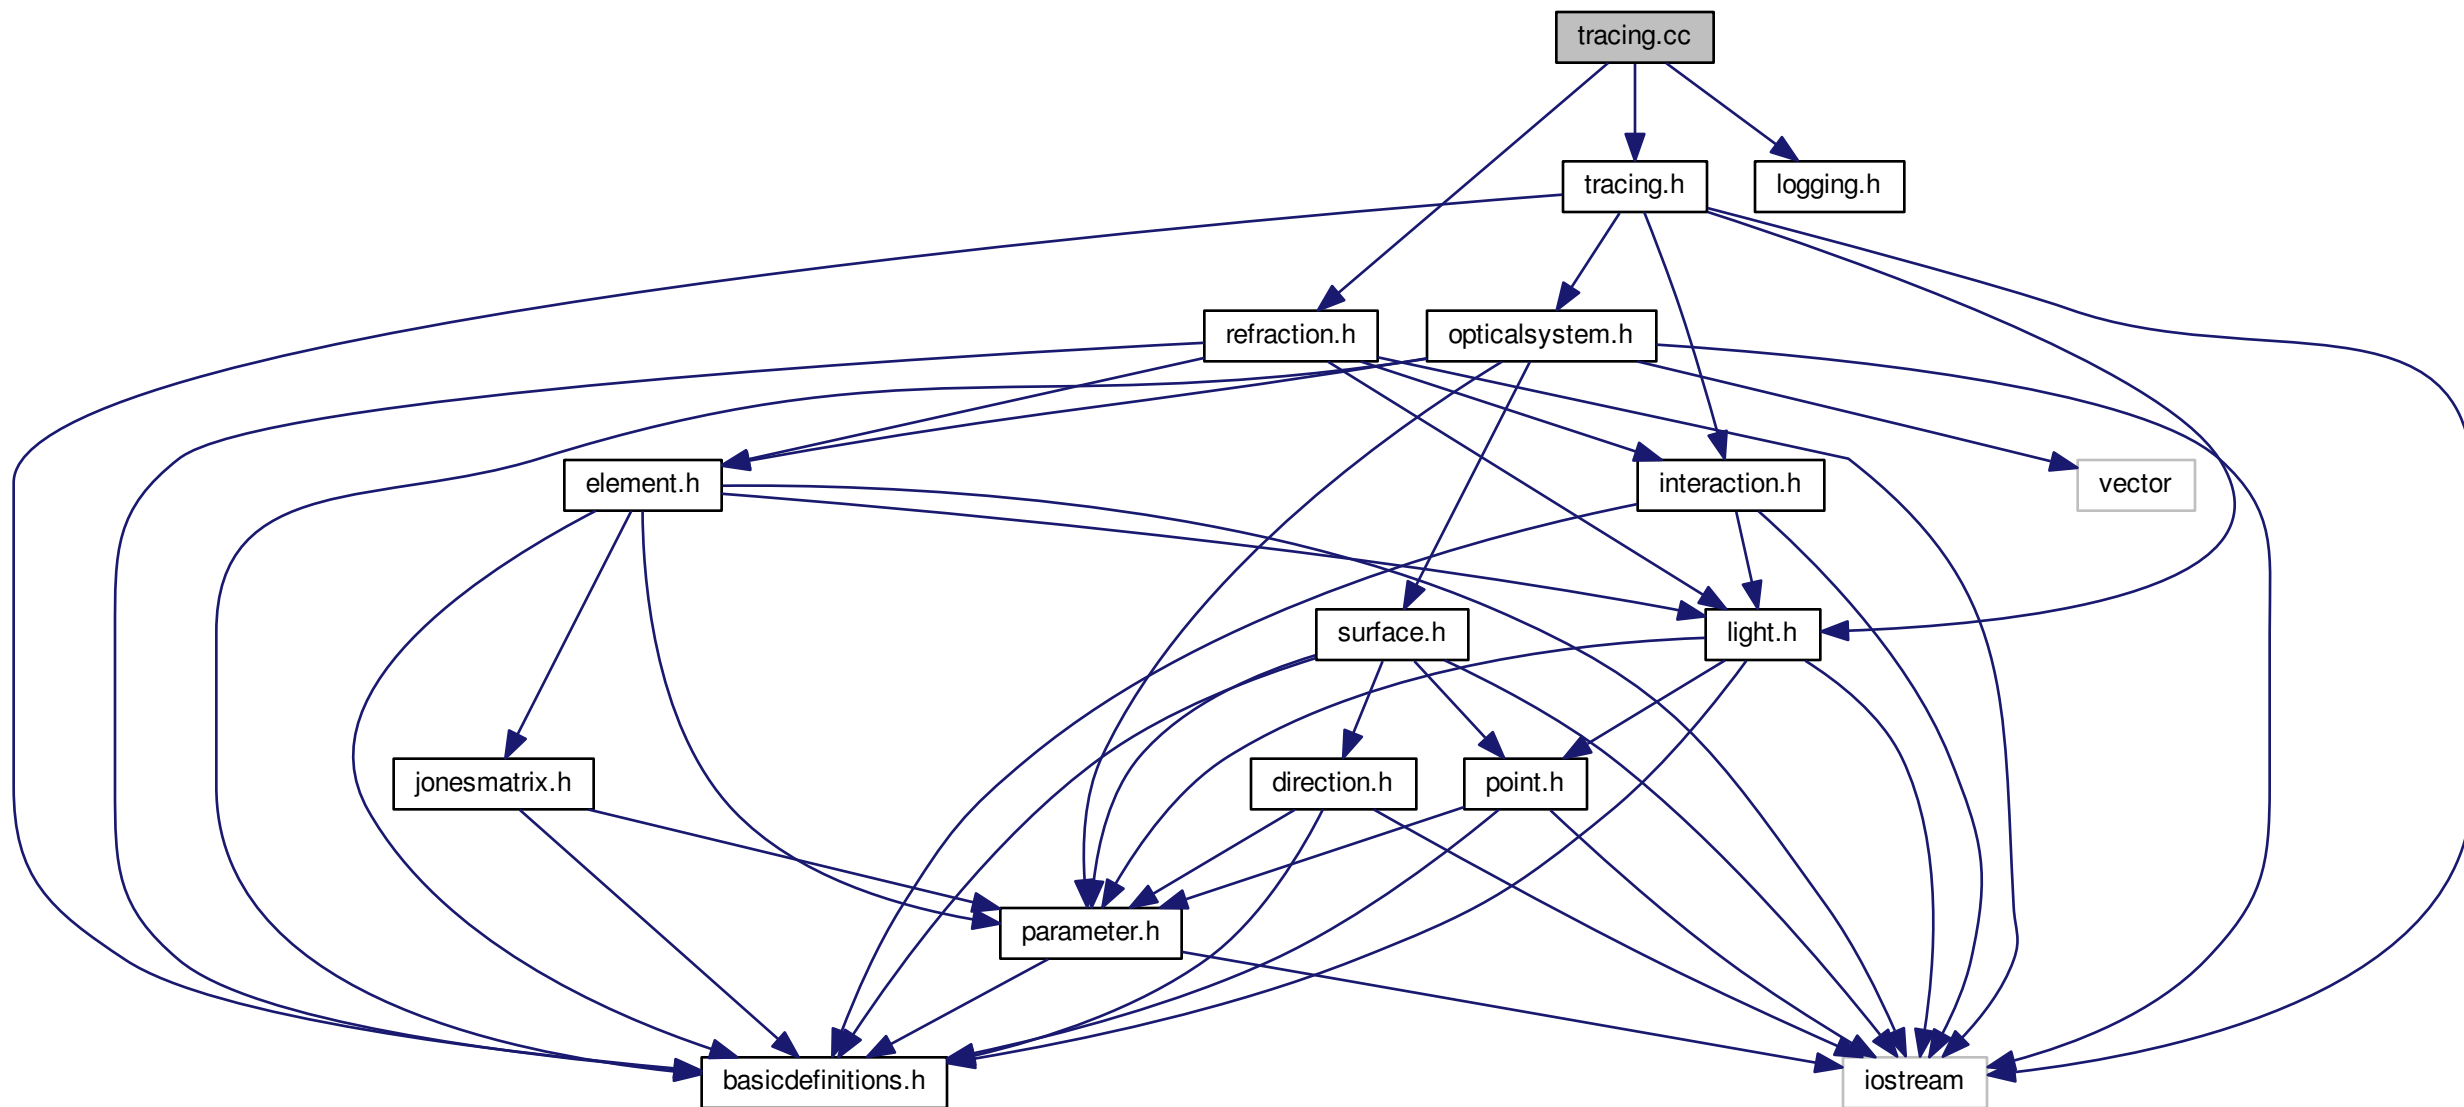 tracing.cc
tracing.h
logging.h
refraction.h
opticalsystem.h
element.h
interaction.h
vector
surface.h
light.h
jonesmatrix.h
direction.h
point.h
parameter.h
basicdefinitions.h
iostream